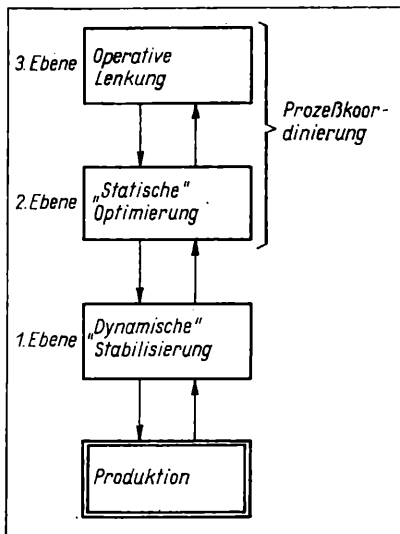 3. Ebene
Operative
Lenkung
Prozeßkoor-
dinierung
2. Ebene
„Statische"
Optimierung
1. Ebene
„Dynamische"
Stabilisierung
Produktion